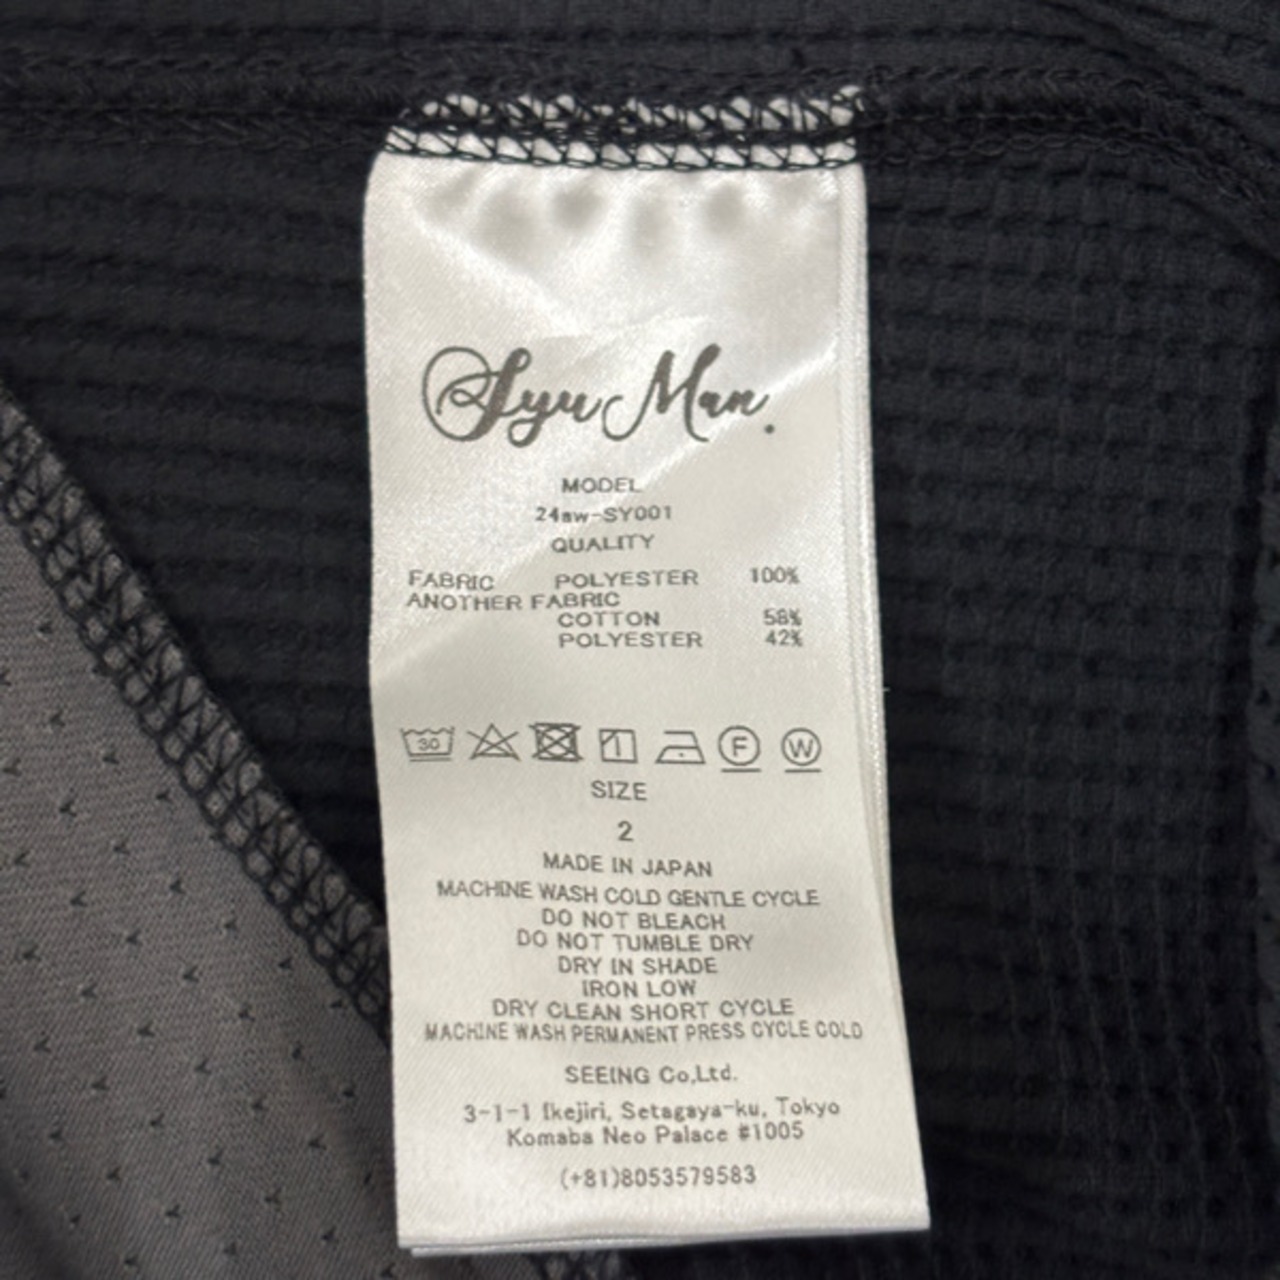 Syu Man.
MODEL
24aw-SY001
QUALITY
FABRIC POLYESTER 100%
ANOTHER FABRIC
COTTON 58%
POLYESTER 42%
30 F W
SIZE
2
MADE IN JAPAN
MACHINE WASH COLD GENTLE CYCLE
DO NOT BLEACH
DO NOT TUMBLE DRY
DRY IN SHADE
IRON LOW
DRY CLEAN SHORT CYCLE
MACHINE WASH PERMANENT PRESS CYCLE COLD
SEEING Co,Ltd.
3-1-1 Ikejiri, Setagaya-ku, Tokyo
Komaba Neo Palace #1005
(+81)8053579583